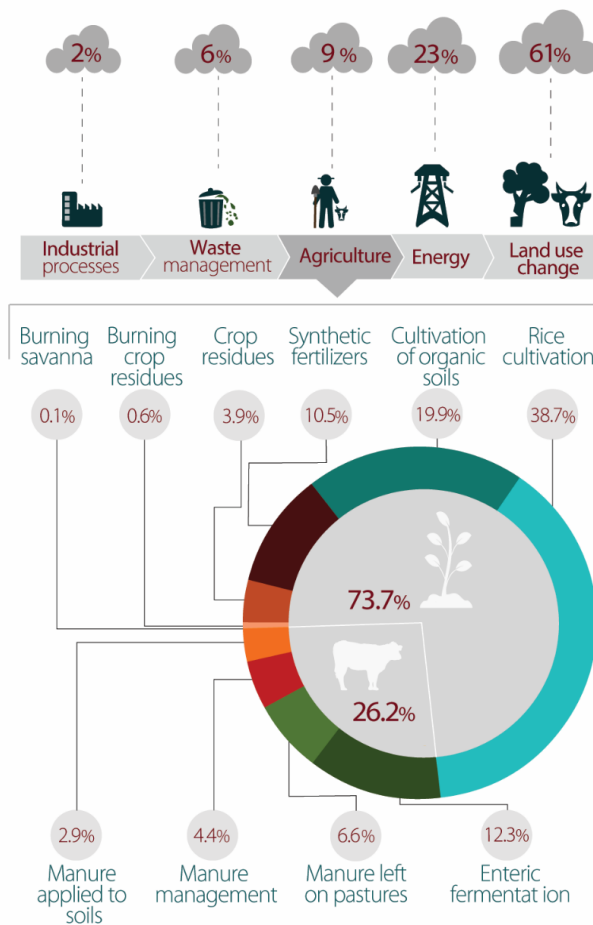 2%
6%
9 %
23%
61%
Industrial
processes
Waste
management
Agriculture
Energy
Land use
change
Burning
savanna
Burning
crop
residues
Crop
residues
Synthetic
fertilizers
Cultivation
of organic
soils
Rice
cultivation
0.1%
0.6%
3.9%
10.5%
19.9%
38.7%
73.7%
26.2%
2.9%
4.4%
6.6%
12.3%
Manure
applied to
soils
Manure
management
Manure left
on pastures
Enteric
fermentat ion